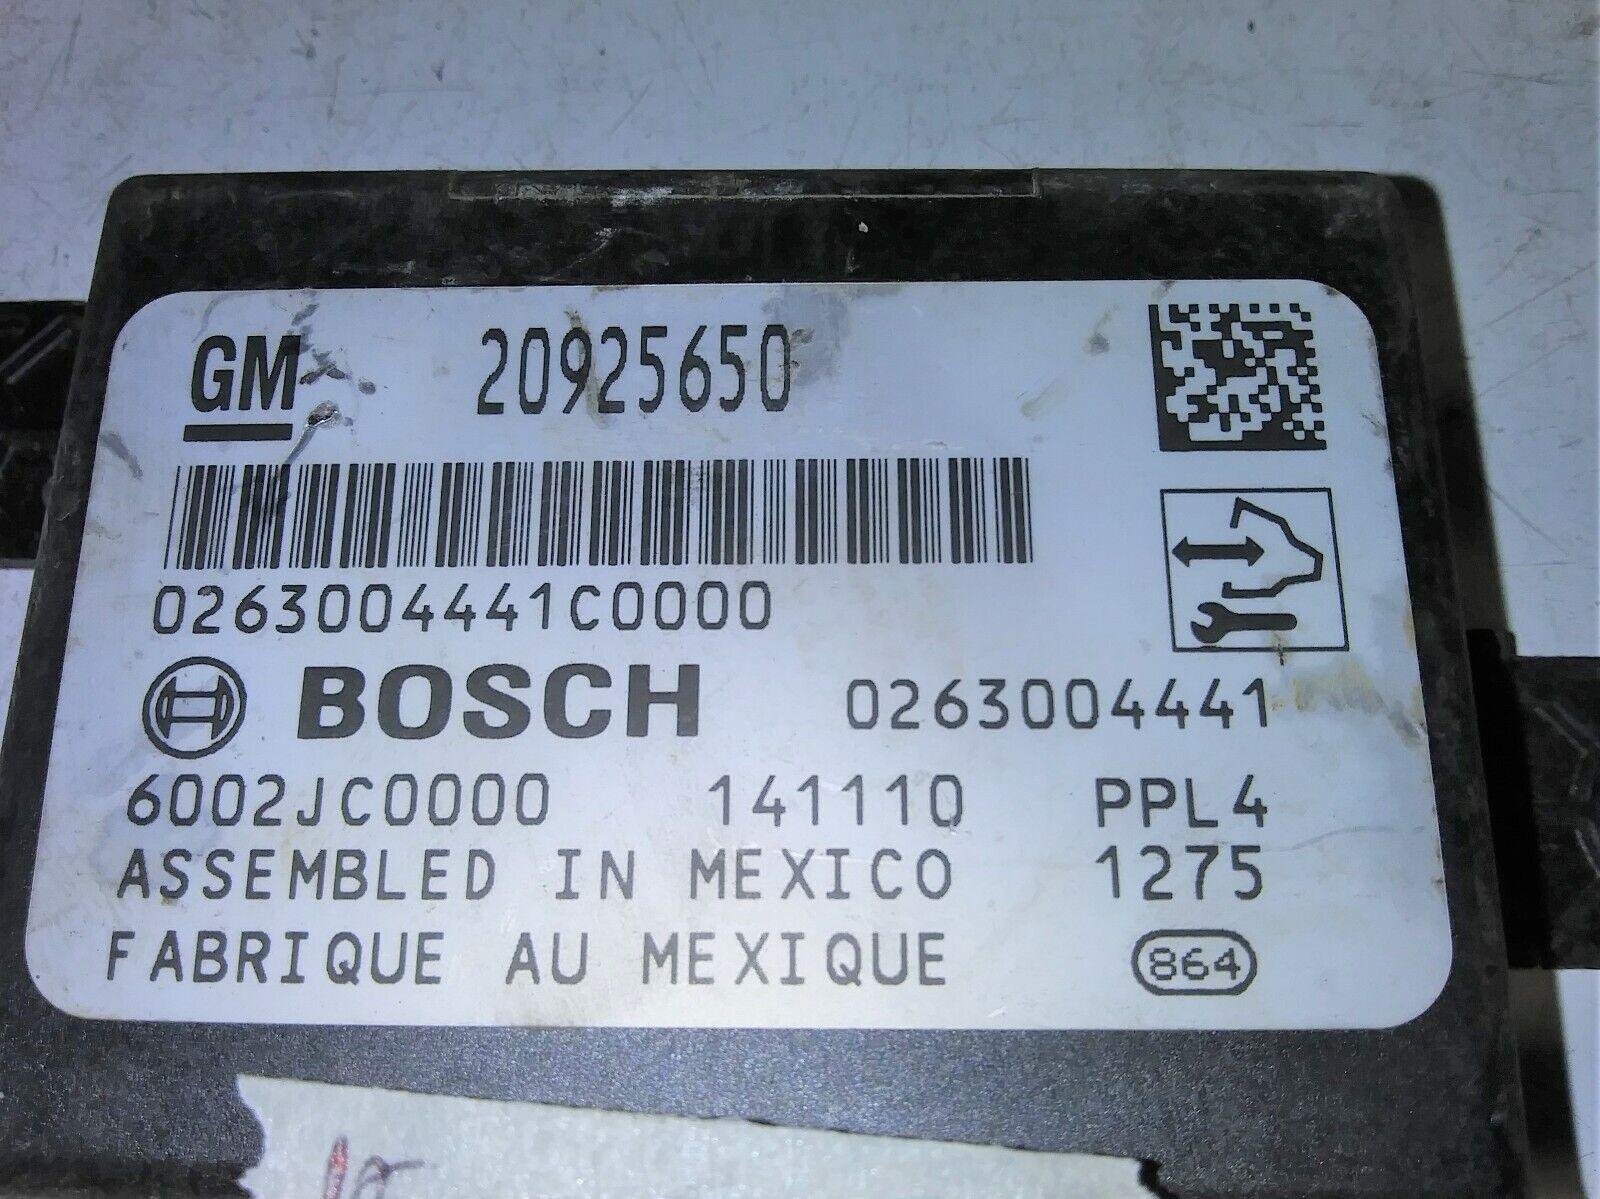 GM 20925650
0263004441C0000
BOSCH 0263004441
6002JC0000 141110 PPL4
ASSEMBLED IN MEXICO 1275
FABRIQUE AU MEXIQUE 864